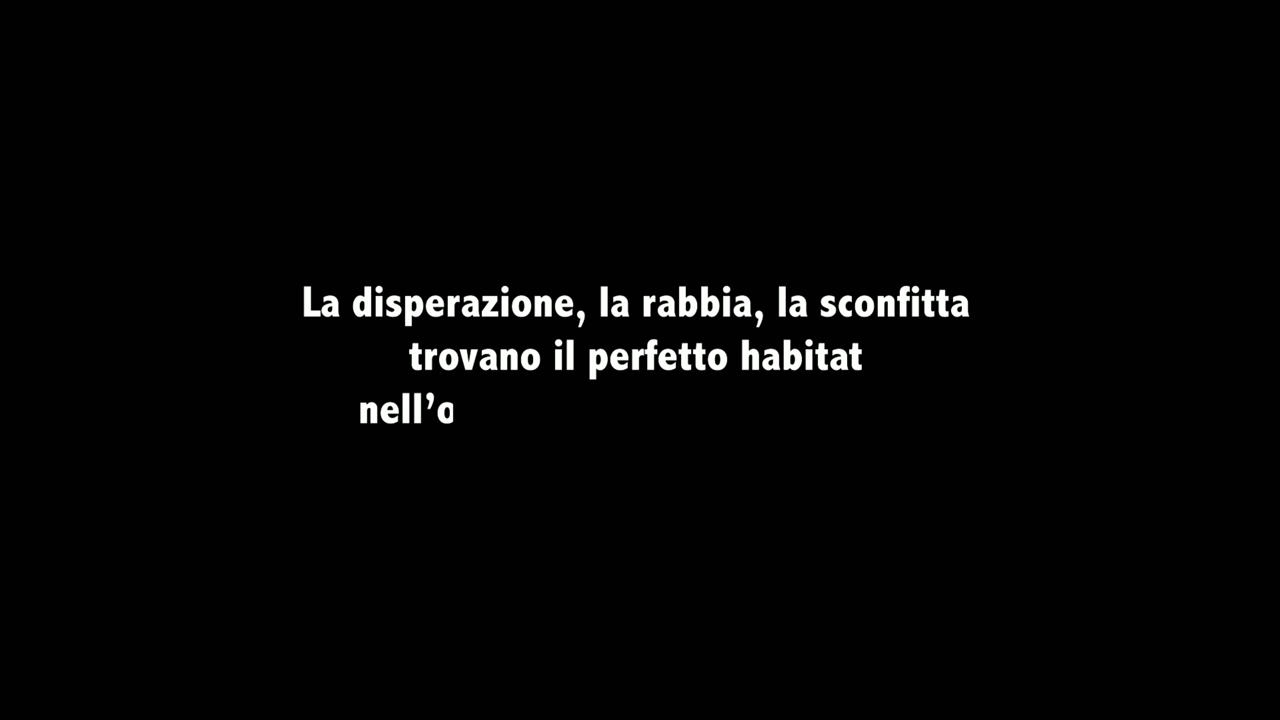 La disperazione, la rabbia, la sconfitta
trovano il perfetto habitat
nell’o